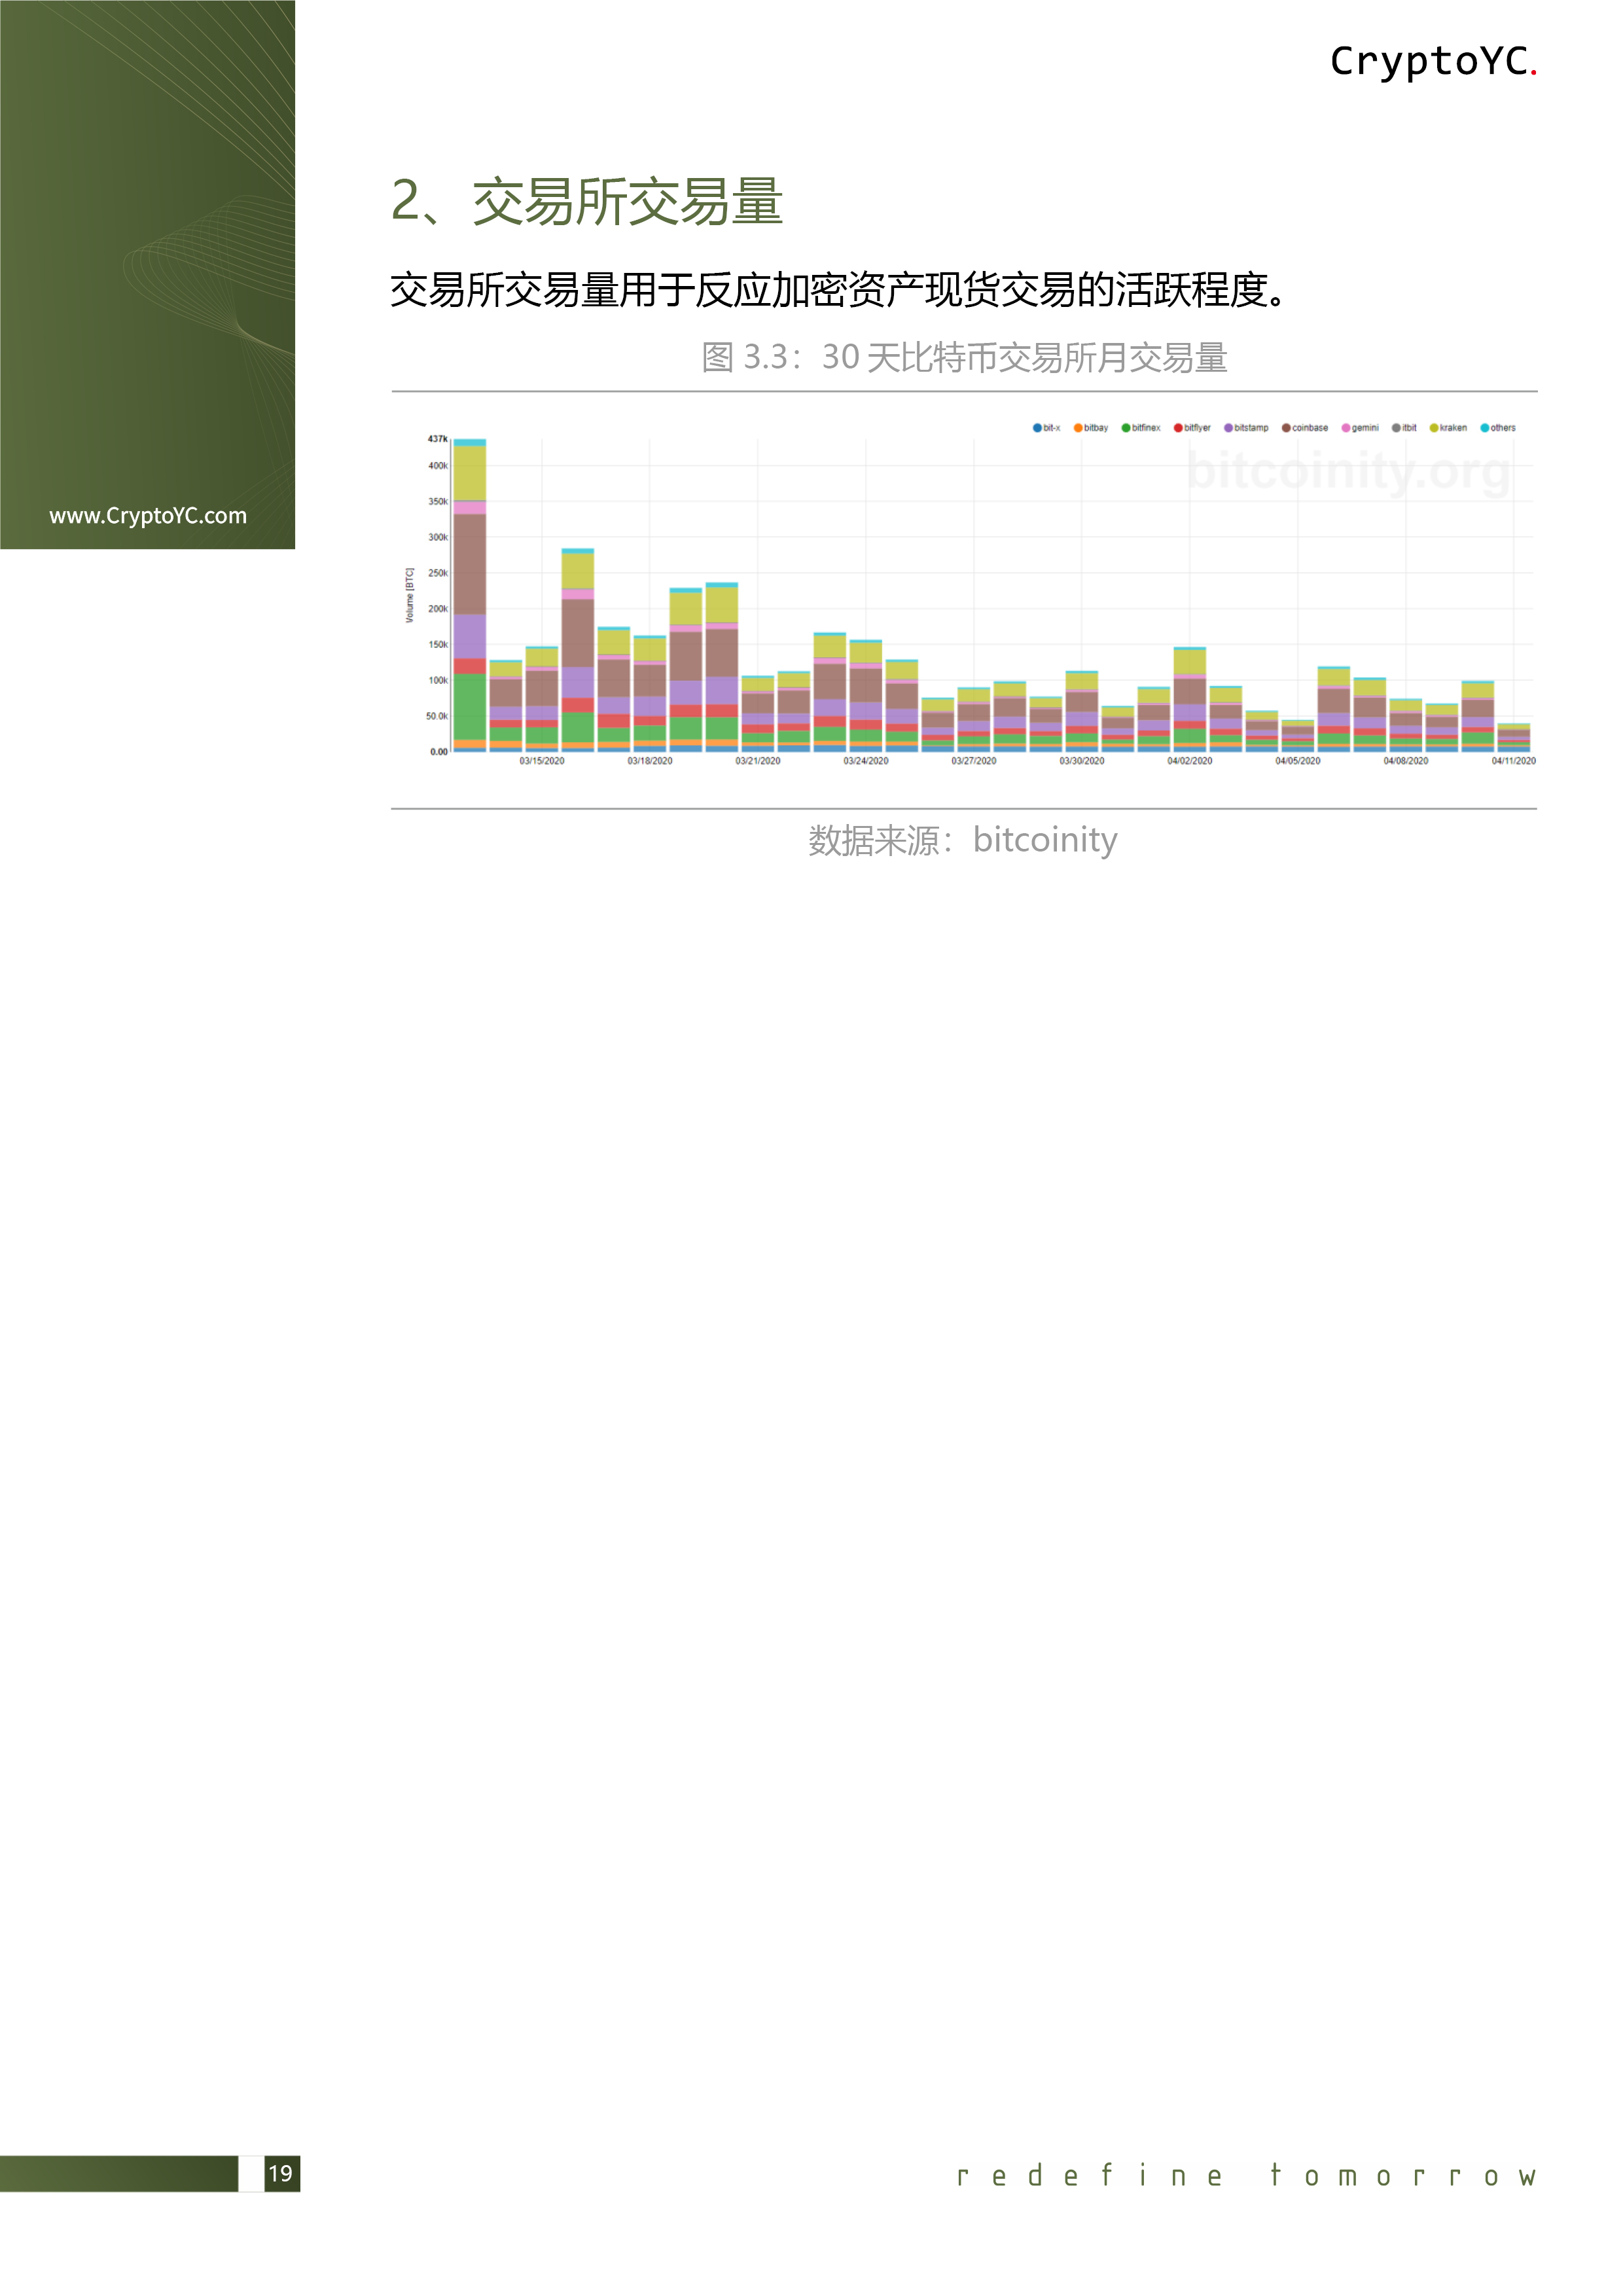 CryptoYC.
www.CryptoYC.com
2、交易所交易量
交易所交易量用于反应加密资产现货交易的活跃程度。
图 3.3：30 天比特币交易所月交易量
bit-x bitbay bitfinex bitflyer bitstamp coinbase gemini itbit kraken others
bitcoinity.org
Volume [BTC]
437k
400k
350k
300k
250k
200k
150k
100k
50.0k
0.00
03/15/2020 03/18/2020 03/21/2020 03/24/2020 03/27/2020 03/30/2020 04/02/2020 04/05/2020 04/08/2020 04/11/2020
数据来源：bitcoinity
19
redefine tomorrow